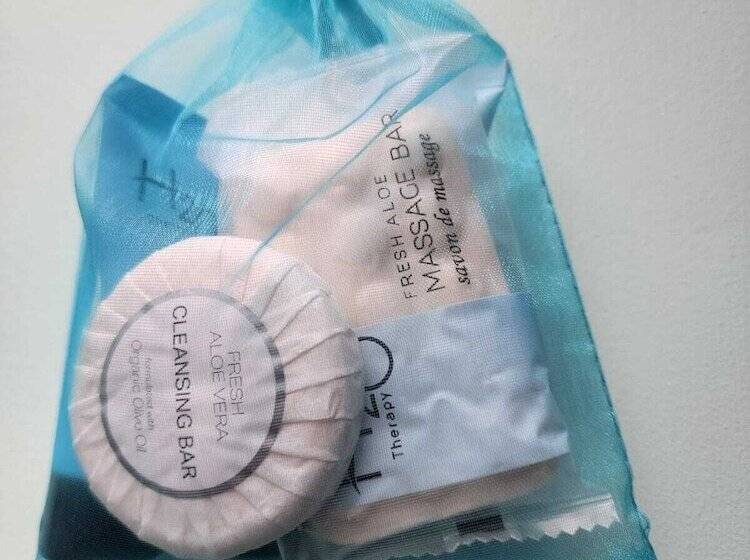 FRESH ALOE
MASSAGE BAR
savon de massage
Therapy
FRESH
ALOE VERA
CLEANSING BAR
formulated with
Organic Olive Oil